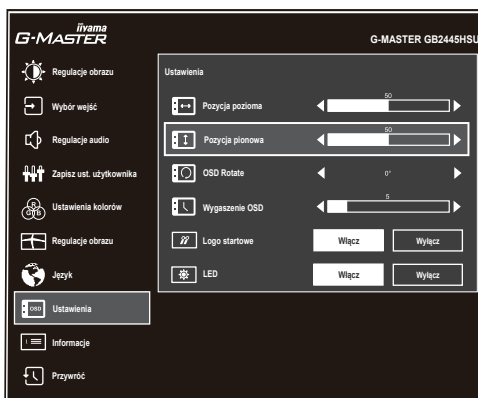 iiyama
G-MASTER
G-MASTER GB2445HSU
Regulacje obrazu
Wybór wejść
Regulacje audio
Zapisz ust. użytkownika
R G B
Ustawienia kolorów
Regulacje obrazu
Język
OSD
Ustawienia
Informacje
Przywróć
Ustawienia
Pozycja pozioma
50
Pozycja pionowa
50
OSD Rotate
0°
Wygaszenie OSD
5
Logo startowe
Włącz
Wyłącz
LED
Włącz
Wyłącz